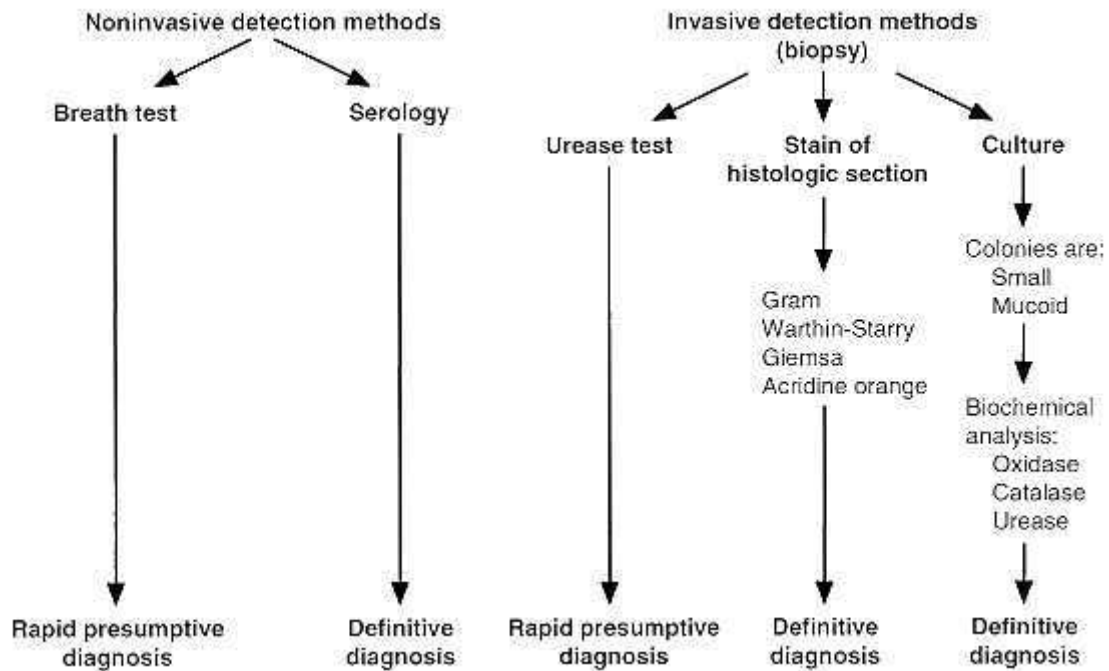 Noninvasive detection methods
Breath test
Serology
Rapid presumptive
diagnosis
Definitive
diagnosis
Invasive detection methods
(biopsy)
Urease test
Stain of
histologic section
Culture
Gram
Warthin-Starry
Giemsa
Acridine orange
Colonies are:
Small
Mucoid
Biochemical
analysis:
Oxidase
Catalase
Urease
Rapid presumptive
diagnosis
Definitive
diagnosis
Definitive
diagnosis